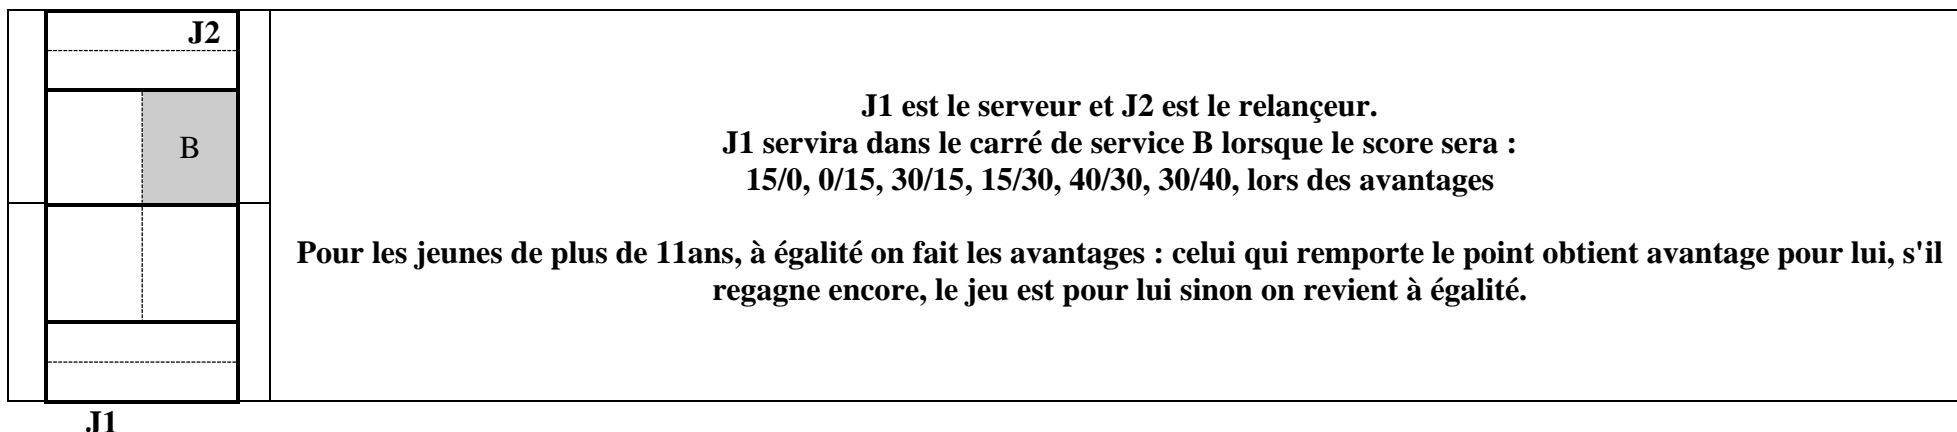 J2
B
J1 est le serveur et J2 est le relançeur.
J1 servira dans le carré de service B lorsque le score sera :
15/0, 0/15, 30/15, 15/30, 40/30, 30/40, lors des avantages
Pour les jeunes de plus de 11ans, à égalité on fait les avantages : celui qui remporte le point obtient avantage pour lui, s'il
regagne encore, le jeu est pour lui sinon on revient à égalité.
J1